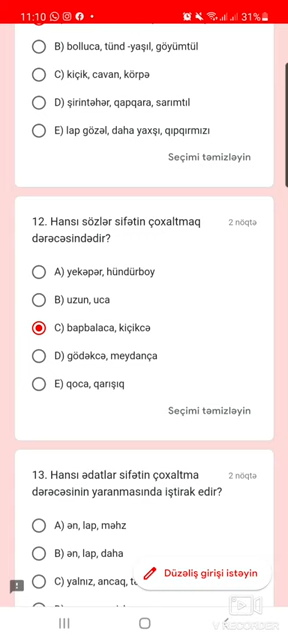 11:10
31%
B) bolluca, tünd -yaşıl, göyümtül
C) kiçik, cavan, körpə
D) şirintəhər, qapqara, sarımtıl
E) lap gözəl, daha yaxşı, qıpqırmızı
Seçimi təmizləyin
12. Hansı sözlər sifətin çoxaltmaq 2 nöqtə
dərəcəsindədir?
A) yekəpər, hündürboy
B) uzun, uca
C) bapbalaca, kiçikcə
D) gödəkcə, meydança
E) qoca, qarışıq
Seçimi təmizləyin
13. Hansı ədatlar sifətin çoxaltma 2 nöqtə
dərəcəsinin yaranmasında iştirak edir?
A) ən, lap, məhz
B) ən, lap, daha
C) yalnız, ancaq,
Düzəliş girişi istəyin